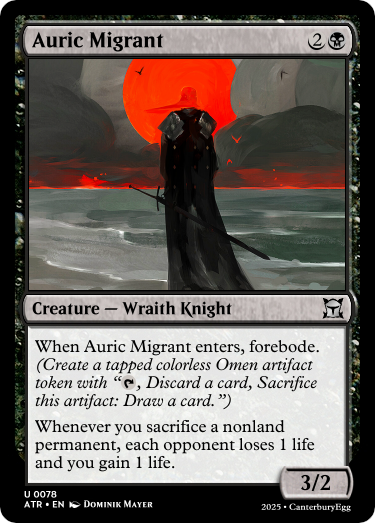 Auric Migrant 2
Creature — Wraith Knight
When Auric Migrant enters, forebode.
(Create a tapped colorless Omen artifact
token with “, Discard a card, Sacrifice
this artifact: Draw a card.”)
Whenever you sacrifice a nonland
permanent, each opponent loses 1 life
and you gain 1 life.
3/2
U 0078
ATR • EN Dominik Mayer
2025 • CanterburyEgg